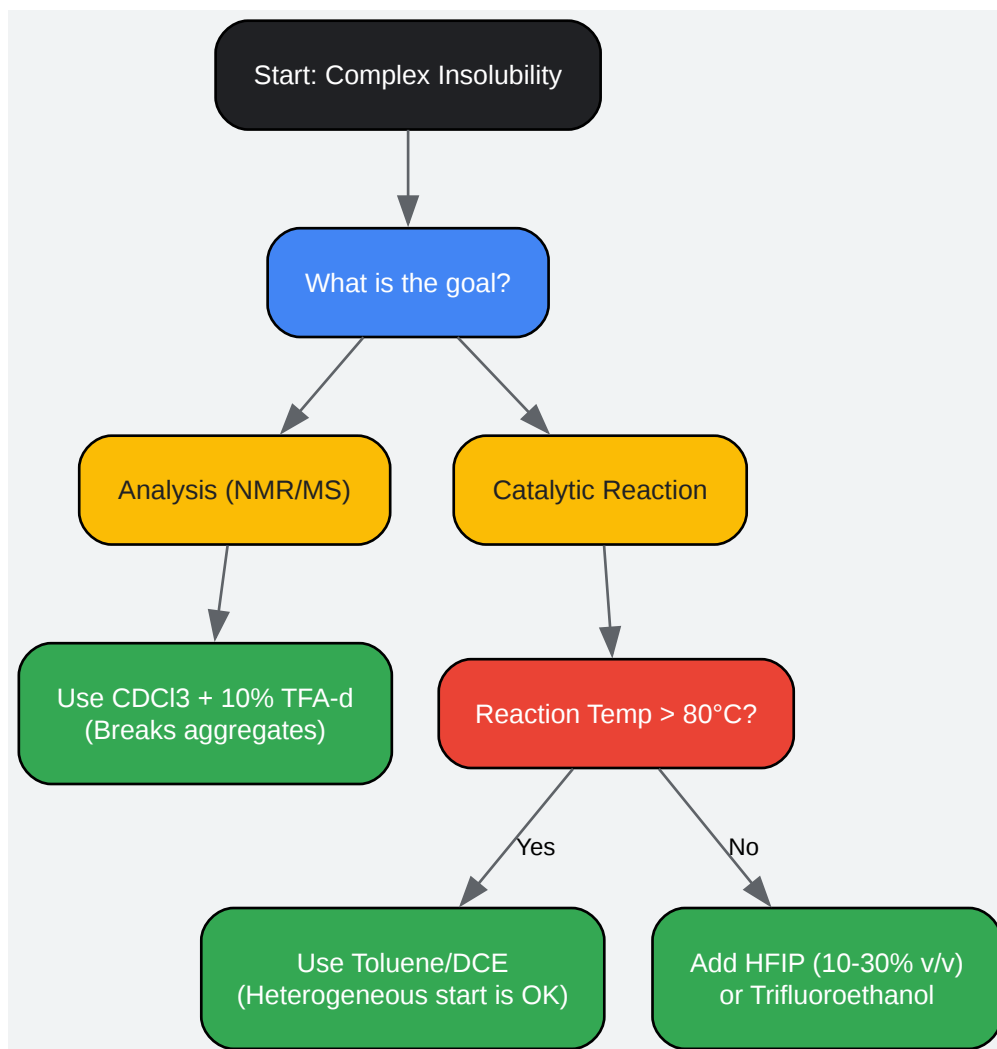 Start: Complex Insolubility
What is the goal?
Analysis (NMR/MS)
Catalytic Reaction
Use CDCl3 + 10% TFA-d
(Breaks aggregates)
Reaction Temp > 80°C?
Yes
No
Use Toluene/DCE
(Heterogeneous start is OK)
Add HFIP (10-30% v/v)
or Trifluoroethanol